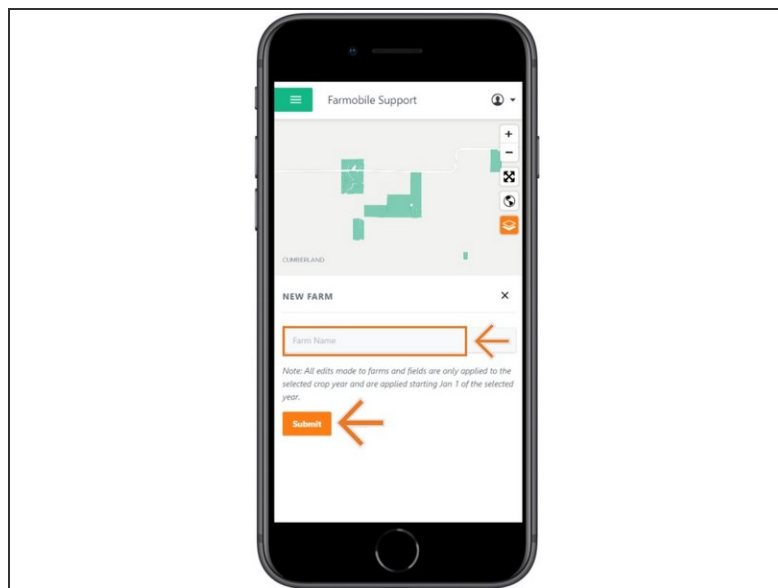 Farmobile Support
+
−
CUMBERLAND
NEW FARM
Farm Name
Note: All edits made to farms and fields are only applied to the
selected crop year and are applied starting Jan 1 of the selected
year.
Submit